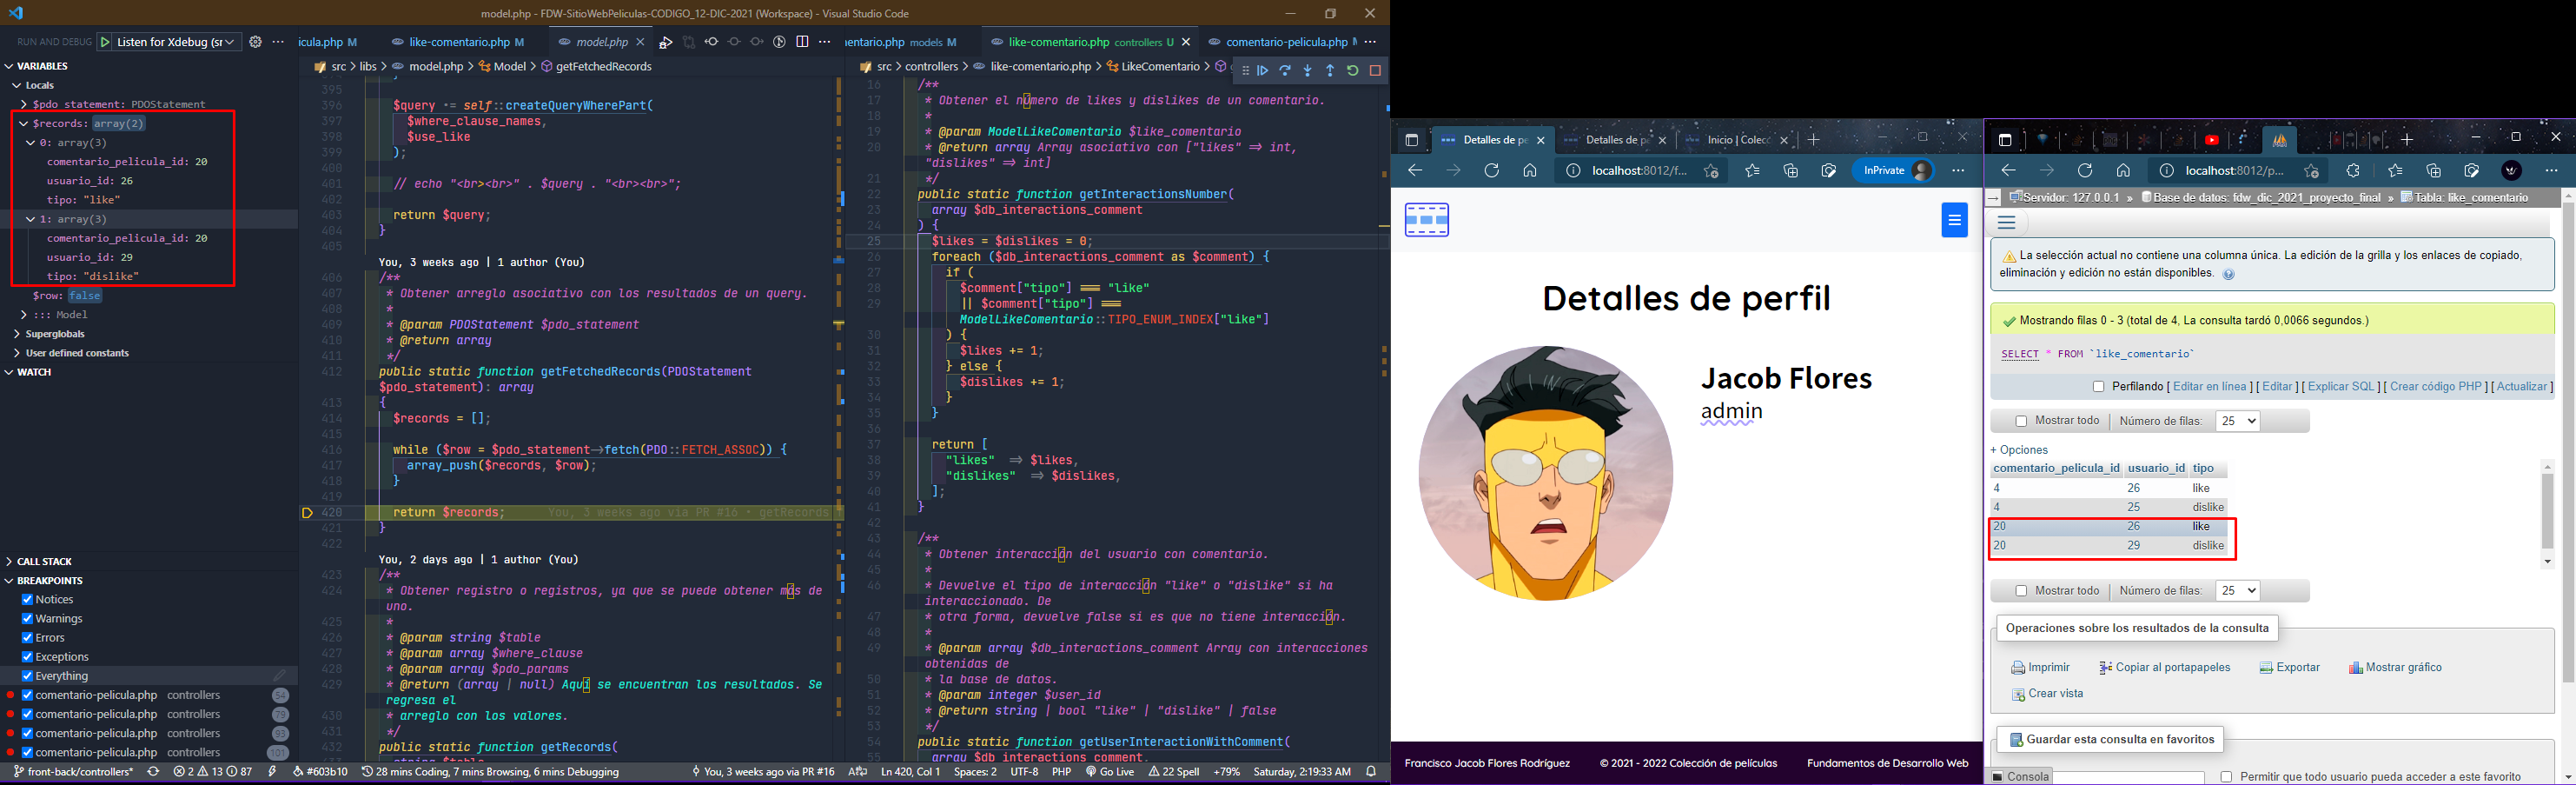 model.php - FDW-SitioWebPeliculas-CODIGO_12-DIC-2021 (Workspace) - Visual Studio Code
RUN AND DEBUG
Listen for Xdebug (sr
VARIABLES
Locals
$pdo_statement: PDOStatement
$records: array(2)
0: array(3)
comentario_pelicula_id: 20
usuario_id: 26
tipo: "like"
1: array(3)
comentario_pelicula_id: 20
usuario_id: 29
tipo: "dislike"
$row: false
::: Model
Superglobals
User defined constants
WATCH
CALL STACK
BREAKPOINTS
Notices
Warnings
Errors
Exceptions
Everything
comentario-pelicula.php controllers 54
comentario-pelicula.php controllers 79
comentario-pelicula.php controllers 93
comentario-pelicula.php controllers 101
icula.php M
like-comentario.php M
model.php
src > libs > model.php > Model > getFetchedRecords
395
396 $query .= self::createQueryWherePart(
397 $where_clause_names,
398 $use_like
399 );
400
401 // echo "<br><br>" . $query . "<br><br>";
402
403 return $query;
404 }
405
You, 3 weeks ago | 1 author (You)
406 /**
407 * Obtener arreglo asociativo con los resultados de un query.
408 *
409 * @param PDOStatement $pdo_statement
410 * @return array
411 */
412 public static function getFetchedRecords(PDOStatement
$pdo_statement): array
413 {
414 $records = [];
415
416 while ($row = $pdo_statement->fetch(PDO::FETCH_ASSOC)) {
417 array_push($records, $row);
418 }
419
420 return $records; You, 3 weeks ago via PR #16 • getRecords
421 }
422
You, 2 days ago | 1 author (You)
423 /**
424 * Obtener registro o registros, ya que se puede obtener más de
uno.
425 *
426 * @param string $table
427 * @param array $where_clause
428 * @param array $pdo_params
429 * @return (array | null) Aquí se encuentran los resultados. Se
regresa el
430 * arreglo con los valores.
431 */
432 public static function getRecords(
mentario.php models M
like-comentario.php controllers U
comentario-pelicula.php
src > controllers > like-comentario.php > LikeComentario >
16 /**
17 * Obtener el número de likes y dislikes de un comentario.
18 *
19 * @param ModelLikeComentario $like_comentario
20 * @return array Array asociativo con ["likes" => int,
"dislikes" => int]
21 */
22 public static function getInteractionsNumber(
23 array $db_interactions_comment
24 ) {
25 $likes = $dislikes = 0;
26 foreach ($db_interactions_comment as $comment) {
27 if (
28 $comment["tipo"] === "like"
29 || $comment["tipo"] ===
ModelLikeComentario::TIPO_ENUM_INDEX["like"]
30 ) {
31 $likes += 1;
32 } else {
33 $dislikes += 1;
34 }
35 }
36
37 return [
38 "likes" => $likes,
39 "dislikes" => $dislikes,
40 ];
41 }
42
43 /**
44 * Obtener interacción del usuario con comentario.
45 *
46 * Devuelve el tipo de interacción "like" o "dislike" si ha
interaccionado. De
47 * otra forma, devuelve false si es que no tiene interacción.
48 *
49 * @param array $db_interactions_comment Array con interacciones
obtenidas de
50 * la base de datos.
51 * @param integer $user_id
52 * @return string | bool "like" | "dislike" | false
53 */
54 public static function getUserInteractionWithComment(
55 array $db_interactions_comment,
front-back/controllers* 2 13 87 #603b10 28 mins Coding, 7 mins Browsing, 6 mins Debugging You, 3 weeks ago via PR #16 Ln 420, Col 1 Spaces: 2 UTF-8 PHP Go Live 22 Spell +79% Saturday, 2:19:33 AM
Detalles de pe
Detalles de pe
Inicio | Colecc
localhost:8012/f...
InPrivate
Detalles de perfil
Jacob Flores
admin
Francisco Jacob Flores Rodríguez
© 2021 - 2022 Colección de películas
Fundamentos de Desarrollo Web
localhost:8012/p...
Servidor: 127.0.0.1 » Base de datos: fdw_dic_2021_proyecto_final » Tabla: like_comentario
La selección actual no contiene una columna única. La edición de la grilla y los enlaces de copiado,
eliminación y edición no están disponibles.
Mostrando filas 0 - 3 (total de 4, La consulta tardó 0,0066 segundos.)
SELECT * FROM `like_comentario`
Perfilando [ Editar en línea ] [ Editar ] [ Explicar SQL ] [ Crear código PHP ] [ Actualizar ]
Mostrar todo | Número de filas: 25
+ Opciones
comentario_pelicula_id usuario_id tipo
4 26 like
4 25 dislike
20 26 like
20 29 dislike
Mostrar todo | Número de filas: 25
Operaciones sobre los resultados de la consulta
Imprimir Copiar al portapapeles Exportar Mostrar gráfico
Crear vista
Guardar esta consulta en favoritos
Consola
Permitir que todo usuario pueda acceder a este favorito